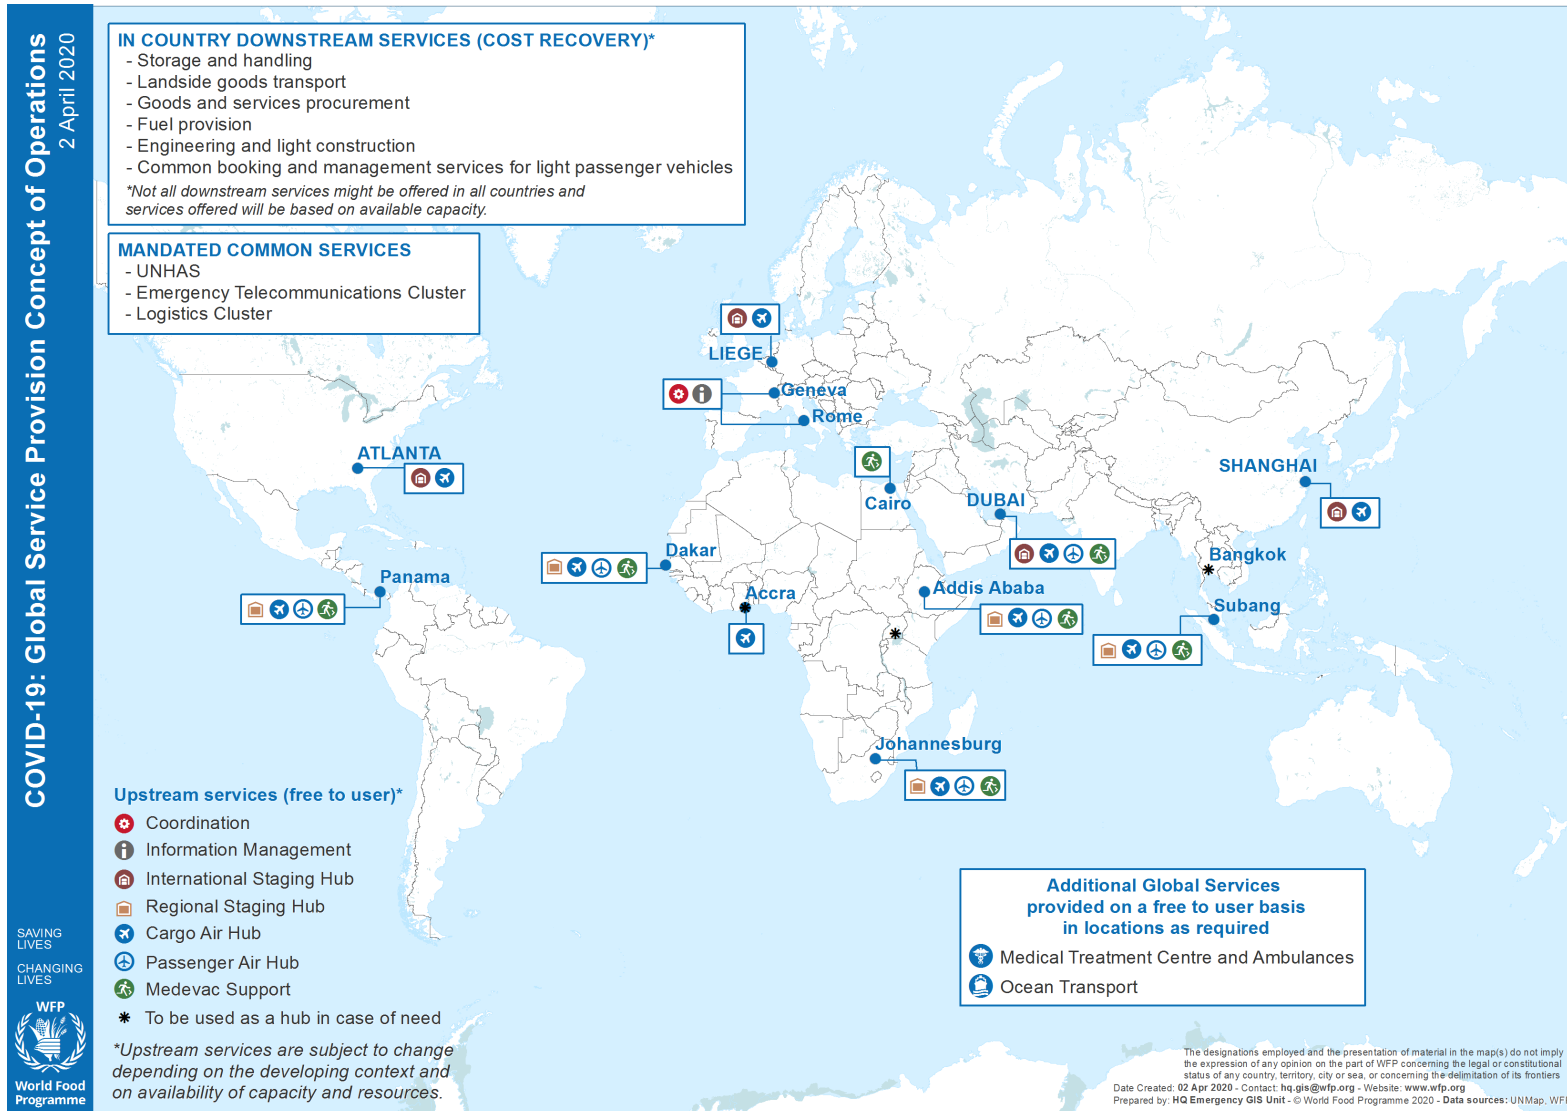 COVID-19: Global Service Provision Concept of Operations
2 April 2020
IN COUNTRY DOWNSTREAM SERVICES (COST RECOVERY)*
- Storage and handling
- Landside goods transport
- Goods and services procurement
- Fuel provision
- Engineering and light construction
- Common booking and management services for light passenger vehicles
*Not all downstream services might be offered in all countries and
services offered will be based on available capacity.
MANDATED COMMON SERVICES
- UNHAS
- Emergency Telecommunications Cluster
- Logistics Cluster
LIEGE
Geneva
Rome
ATLANTA
SHANGHAI
Cairo
DUBAI
Dakar
Bangkok
Panama
Accra
Addis Ababa
Subang
Johannesburg
Upstream services (free to user)*
Coordination
Information Management
International Staging Hub
Regional Staging Hub
Cargo Air Hub
Passenger Air Hub
Medevac Support
To be used as a hub in case of need
*Upstream services are subject to change
depending on the developing context and
on availability of capacity and resources.
Additional Global Services
provided on a free to user basis
in locations as required
Medical Treatment Centre and Ambulances
Ocean Transport
SAVING
LIVES
CHANGING
LIVES
WFP
World Food
Programme
The designations employed and the presentation of material in the map(s) do not imply
the expression of any opinion on the part of WFP concerning the legal or constitutional
status of any country, territory, city or sea, or concerning the delimitation of its frontiers
Date Created: 02 Apr 2020 - Contact: hq.gis@wfp.org - Website: www.wfp.org
Prepared by: HQ Emergency GIS Unit - © World Food Programme 2020 - Data sources: UNMap, WF